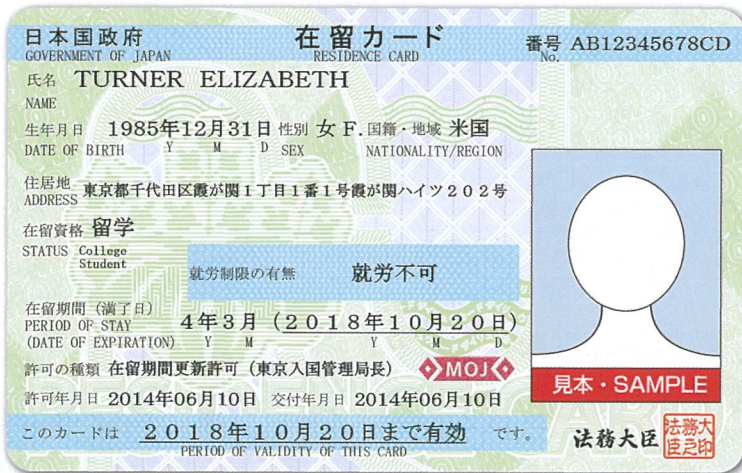 日本国政府 在留カード 番号 AB12345678CD
GOVERNMENT OF JAPAN RESIDENCE CARD No.
氏名 TURNER ELIZABETH
NAME
生年月日 1985年12月31日 性別 女 F. 国籍・地域 米国
DATE OF BIRTH Y M D SEX NATIONALITY/REGION
住居地 東京都千代田区霞が関1丁目1番1号霞が関ハイツ202号
ADDRESS
在留資格 留学
STATUS College
Student
就労制限の有無 就労不可
在留期間 (満了日)
PERIOD OF STAY 4年3月 (2018年10月20日)
(DATE OF EXPIRATION) Y M Y M D
許可の種類 在留期間更新許可 (東京入国管理局長) MOJ
見本・SAMPLE
許可年月日 2014年06月10日 交付年月日 2014年06月10日
このカードは 2018年10月20日まで有効 です。
PERIOD OF VALIDITY OF THIS CARD
法務大臣